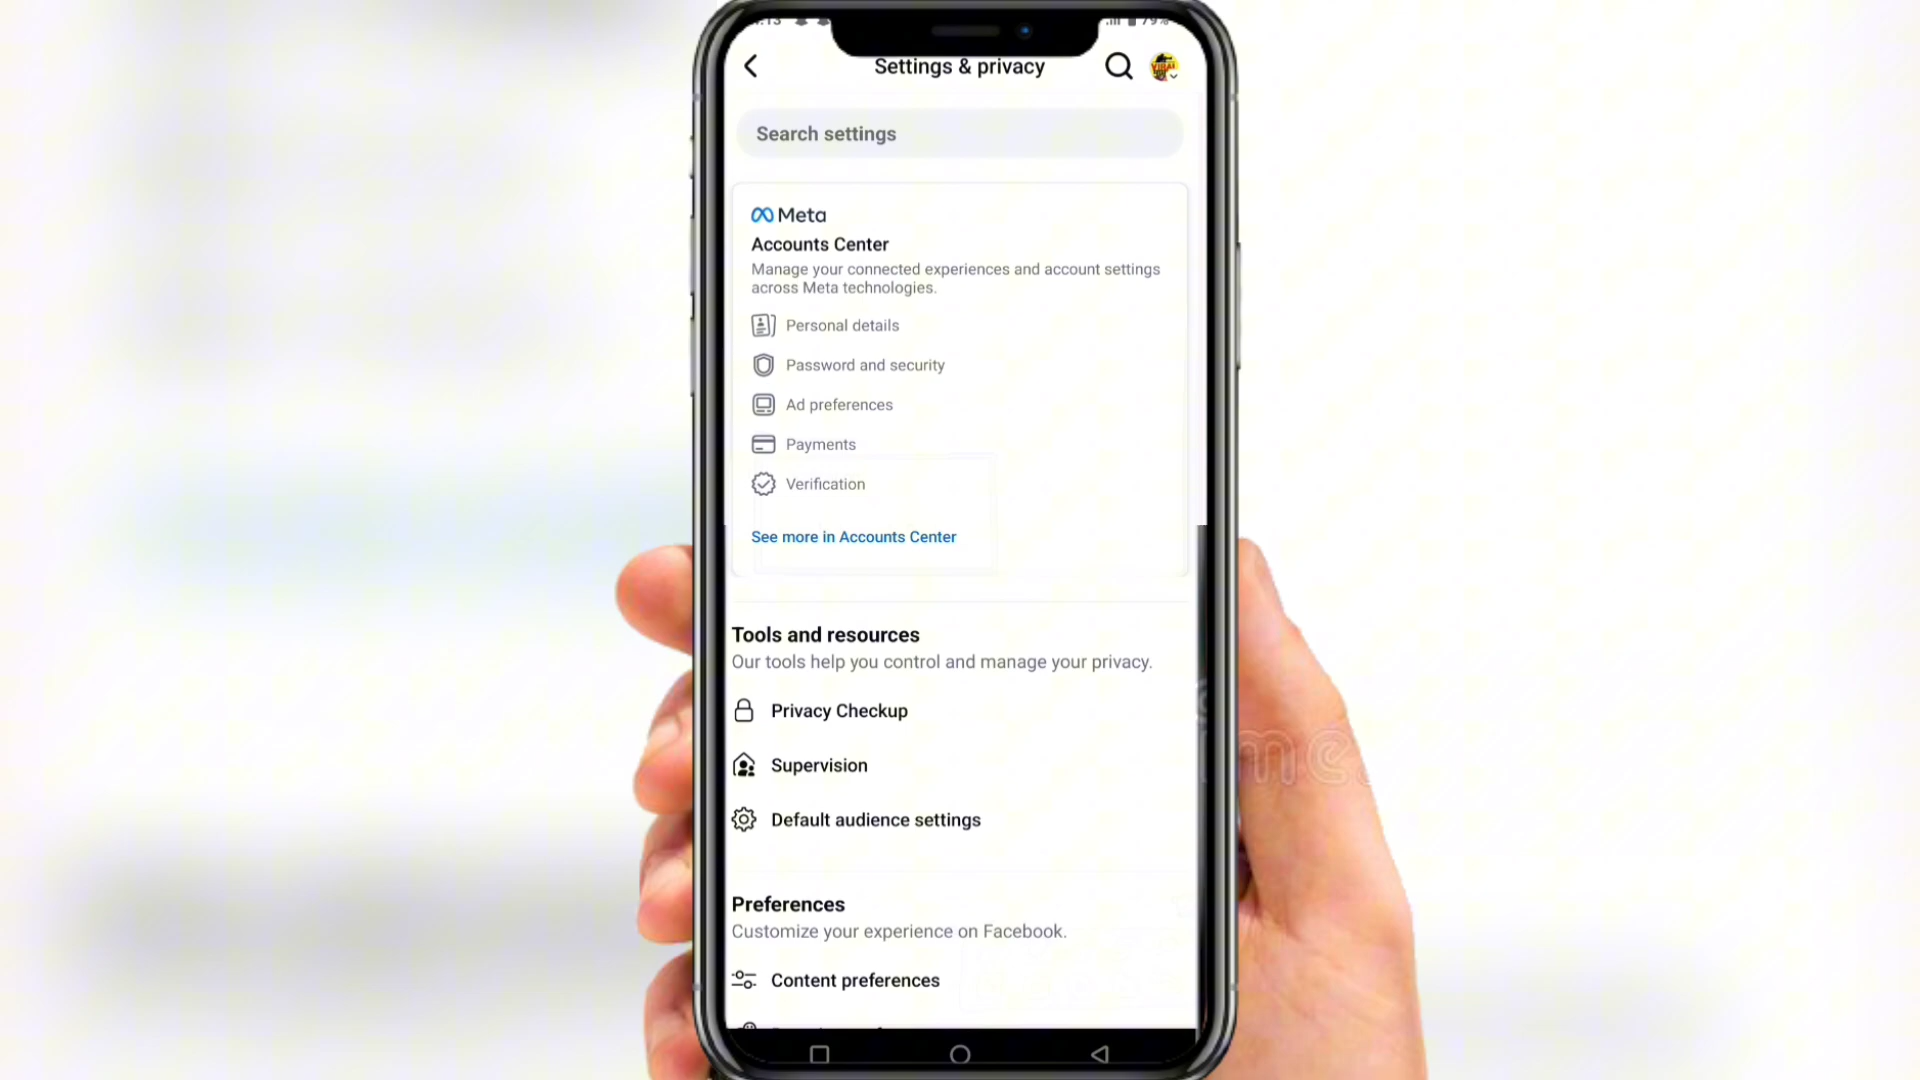 Settings & privacy
Search settings
Meta
Accounts Center
Manage your connected experiences and account settings
across Meta technologies.
Personal details
Password and security
Ad preferences
Payments
Verification
See more in Accounts Center
Tools and resources
Our tools help you control and manage your privacy.
Privacy Checkup
Supervision
Default audience settings
Preferences
Customize your experience on Facebook.
Content preferences